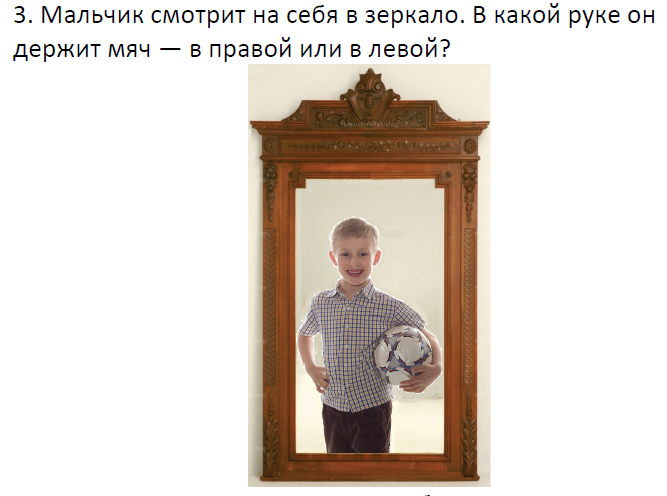 3. Мальчик смотрит на себя в зеркало. В какой руке он
держит мяч — в правой или в левой?